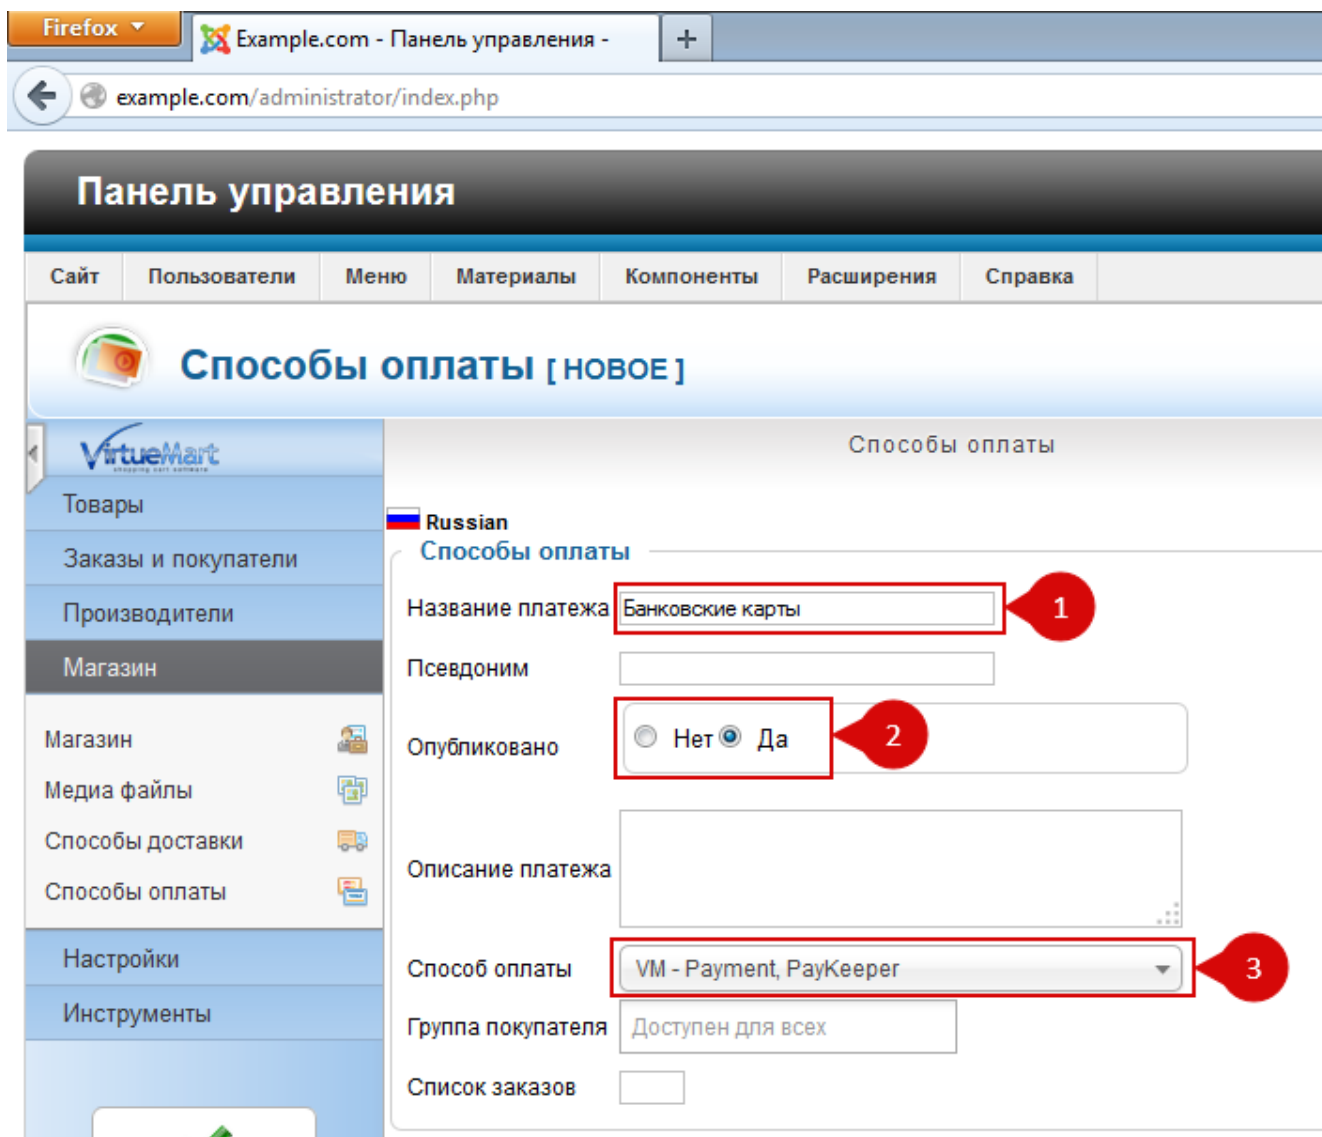 Firefox
Example.com - Панель управления -
example.com/administrator/index.php
Панель управления
Сайт Пользователи Меню Материалы Компоненты Расширения Справка
Способы оплаты [ НОВОЕ ]
VirtueMart
shopping cart software
Способы оплаты
Товары
Заказы и покупатели
Производители
Магазин
Магазин
Медиа файлы
Способы доставки
Способы оплаты
Настройки
Инструменты
Russian
Способы оплаты
Название платежа Банковские карты 1
Псевдоним
Опубликовано Нет Да 2
Описание платежа
Способ оплаты VM - Payment, PayKeeper 3
Группа покупателя Доступен для всех
Список заказов